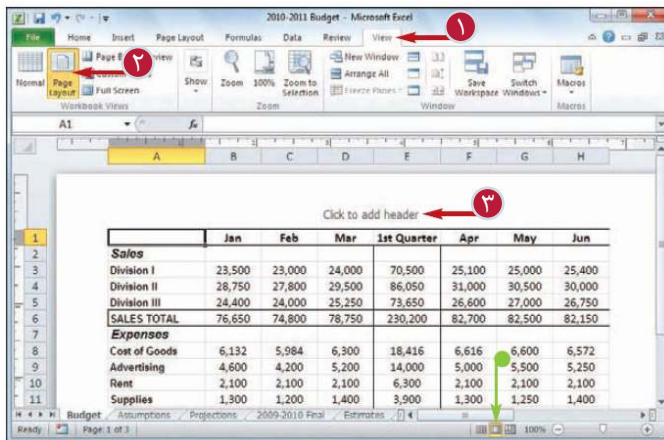 2010-2011 Budget - Microsoft Excel
File Home Insert Page Layout Formulas Data Review View
۱
۲
Normal Page Layout Page B view
Full Screen
Workbook Views
Show
Zoom 100% Zoom to Selection
Zoom
New Window
Arrange All
Freeze Panes
Save Workspace Switch Windows
Window
Macros
Macros
A1 fx
A B C D E F G H
Click to add header
۳
1 Jan Feb Mar 1st Quarter Apr May Jun
2 Sales
3 Division I 23,500 23,000 24,000 70,500 25,100 25,000 25,400
4 Division II 28,750 27,800 29,500 86,050 31,000 30,500 30,000
5 Division III 24,400 24,000 25,250 73,650 26,600 27,000 26,750
6 SALES TOTAL 76,650 74,800 78,750 230,200 82,700 82,500 82,150
7 Expenses
8 Cost of Goods 6,132 5,984 6,300 18,416 6,616 6,600 6,572
9 Advertising 4,600 4,200 5,200 14,000 5,000 5,500 5,250
10 Rent 2,100 2,100 2,100 6,300 2,100 2,100 2,100
11 Supplies 1,300 1,200 1,400 3,900 1,300 1,250 1,400
Budget Assumptions Projections 2009-2010 Final Estimates
Ready Page: 1 of 3 100%